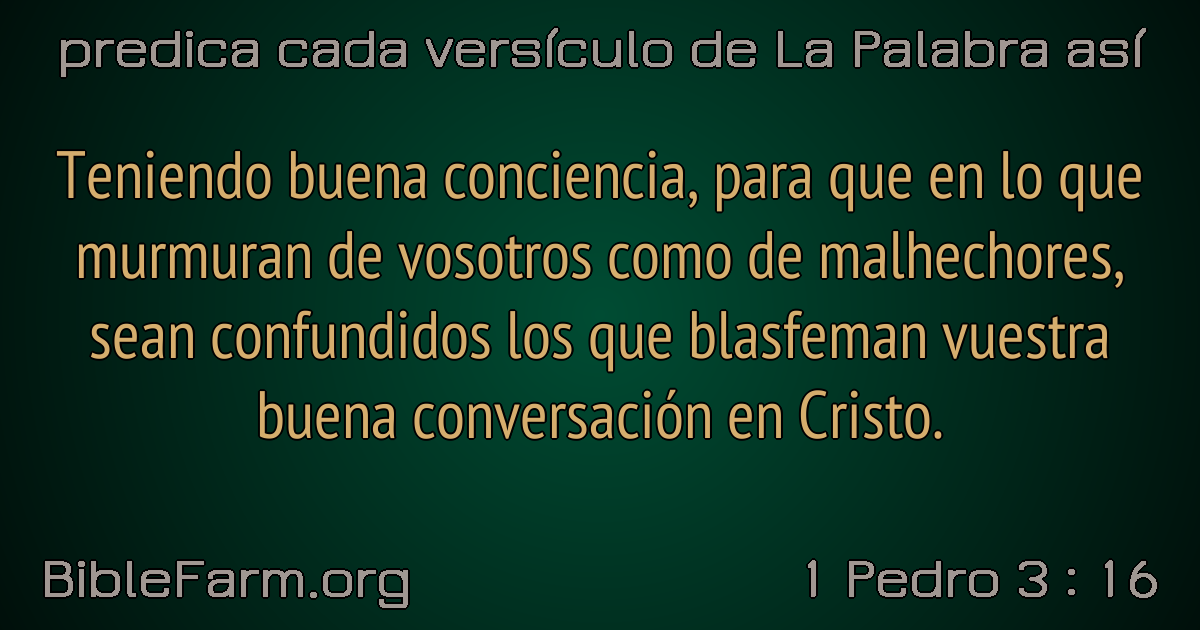 predica cada versículo de La Palabra así
Teniendo buena conciencia, para que en lo que
murmuran de vosotros como de malhechores,
sean confundidos los que blasfeman vuestra
buena conversación en Cristo.
BibleFarm.org
1 Pedro 3 : 16